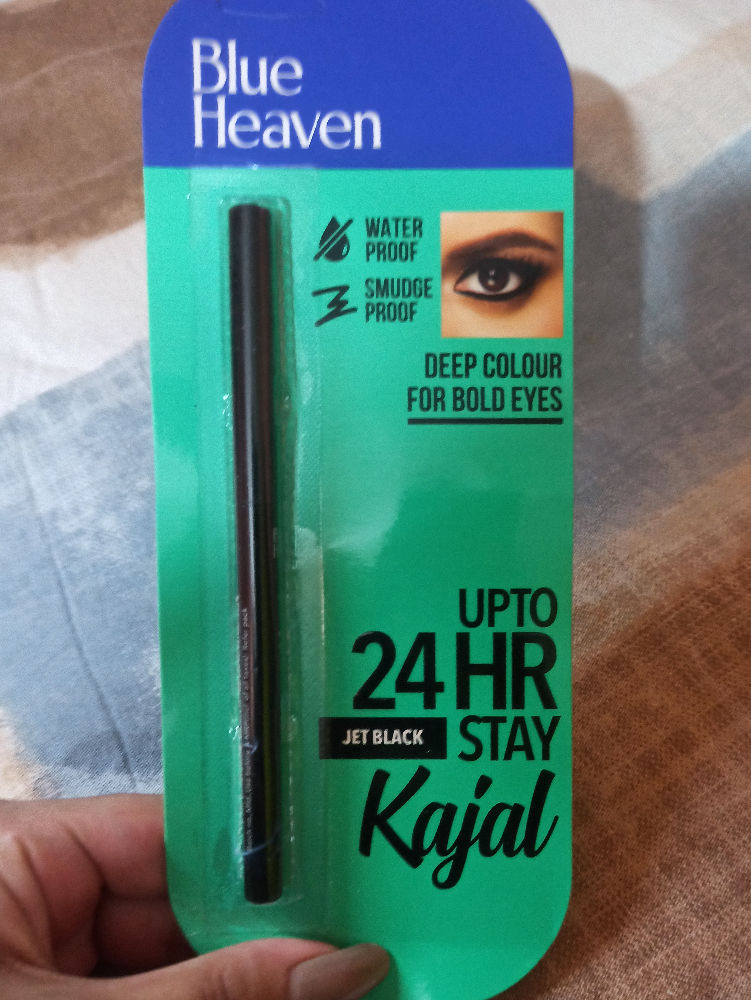 Blue
Heaven
WATER
PROOF
SMUDGE
PROOF
DEEP COLOUR
FOR BOLD EYES
UPTO
24 HR
JET BLACK
STAY
Kajal